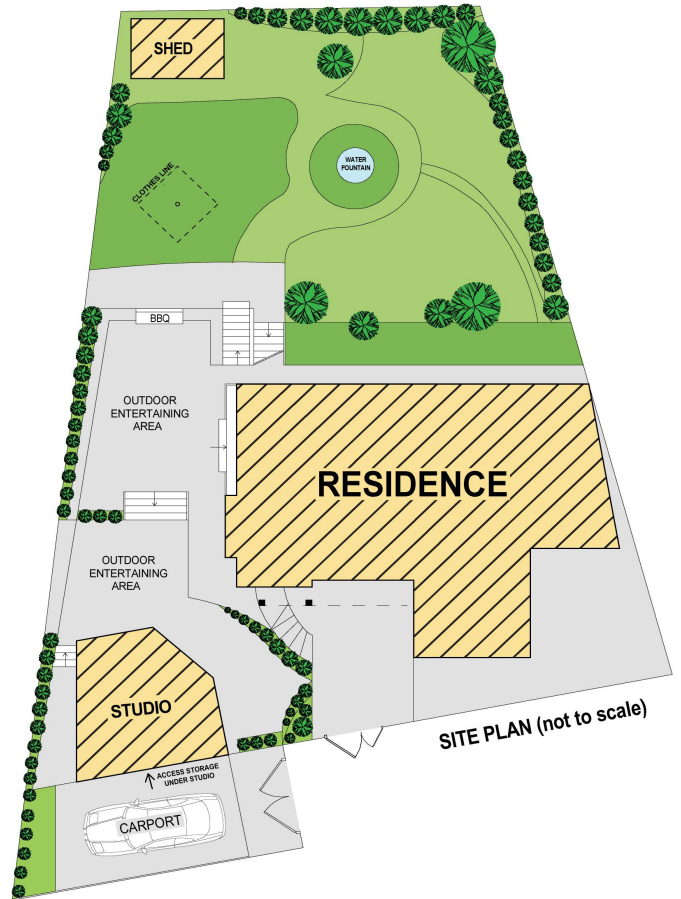 SHED
WATER
FOUNTAIN
CLOTHES LINE
BBQ
OUTDOOR
ENTERTAINING
AREA
RESIDENCE
OUTDOOR
ENTERTAINING
AREA
STUDIO
SITE PLAN (not to scale)
ACCESS STORAGE
UNDER STUDIO
CARPORT